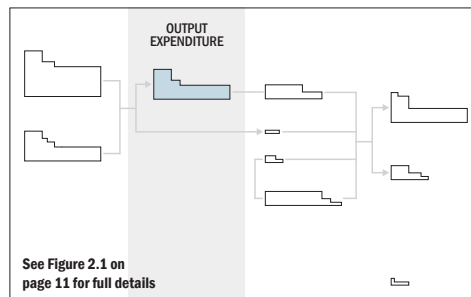 OUTPUT
EXPENDITURE
See Figure 2.1 on
page 11 for full details